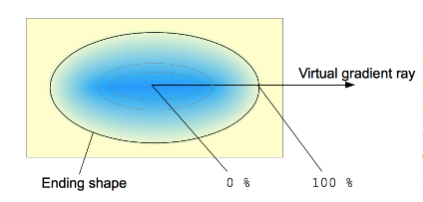 Virtual gradient ray
Ending shape
0 %
100 %